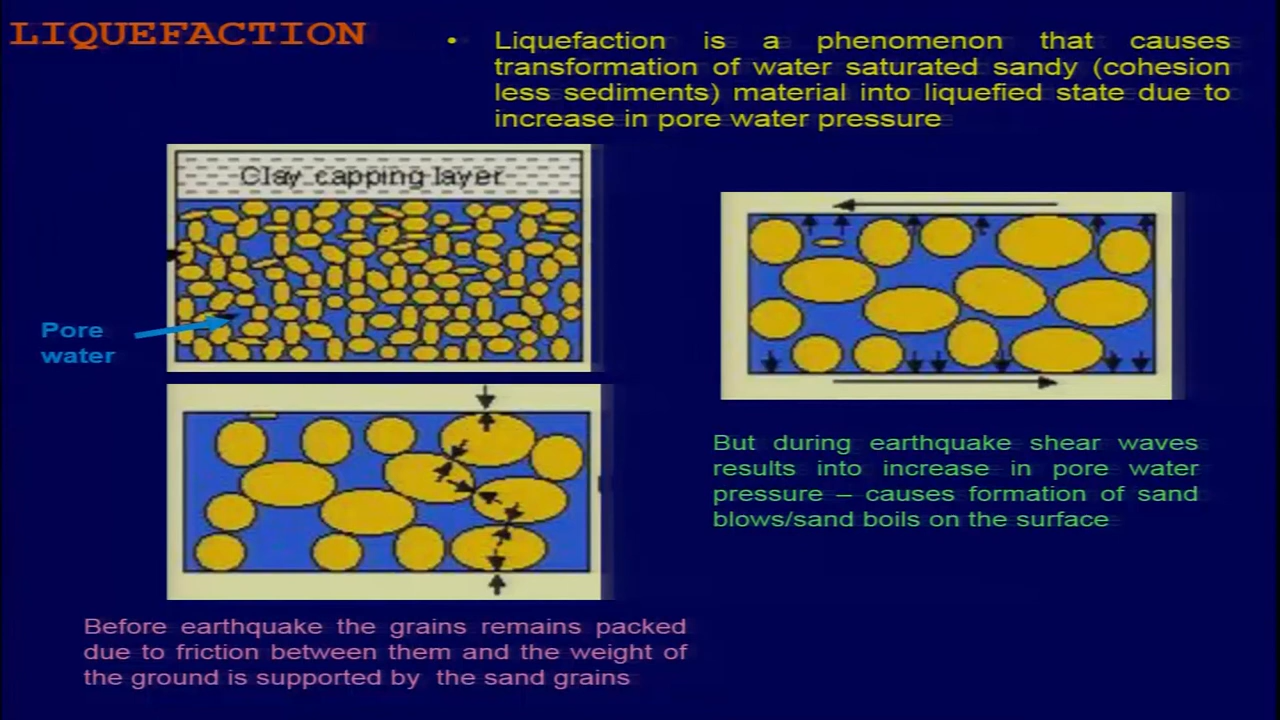 LIQUEFACTION
• Liquefaction is a phenomenon that causes
transformation of water saturated sandy (cohesion
less sediments) material into liquefied state due to
increase in pore water pressure
Clay capping layer
Pore
water
But during earthquake shear waves
results into increase in pore water
pressure – causes formation of sand
blows/sand boils on the surface
Before earthquake the grains remains packed
due to friction between them and the weight of
the ground is supported by the sand grains